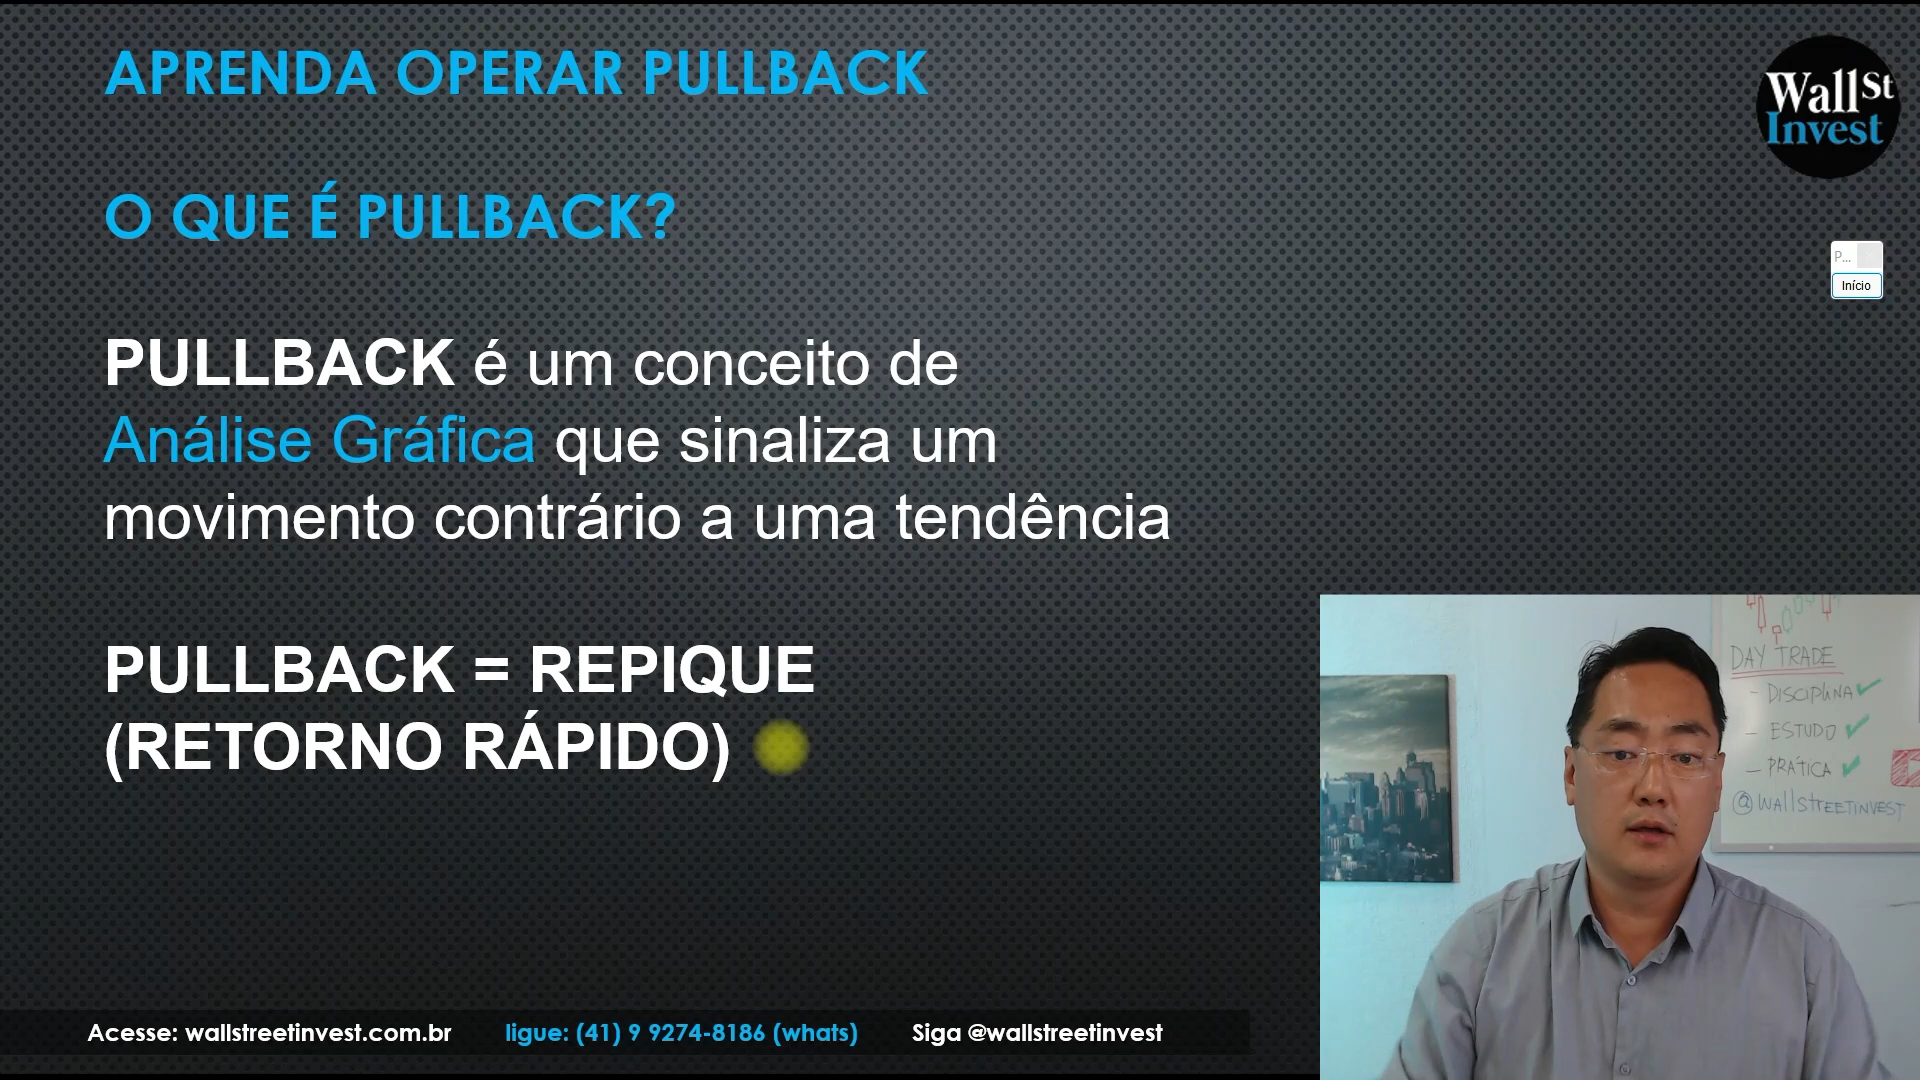 APRENDA OPERAR PULLBACK
WallSt
Invest
O QUE É PULLBACK?
P...
Início
PULLBACK é um conceito de
Análise Gráfica que sinaliza um
movimento contrário a uma tendência
PULLBACK = REPIQUE
(RETORNO RÁPIDO)
DAY TRADE
- DISCIPLINA ✓
- ESTUDO ✓
- PRÁTICA ✓
@WALLSTREETINVEST
Acesse: wallstreetinvest.com.br ligue: (41) 9 9274-8186 (whats) Siga @wallstreetinvest